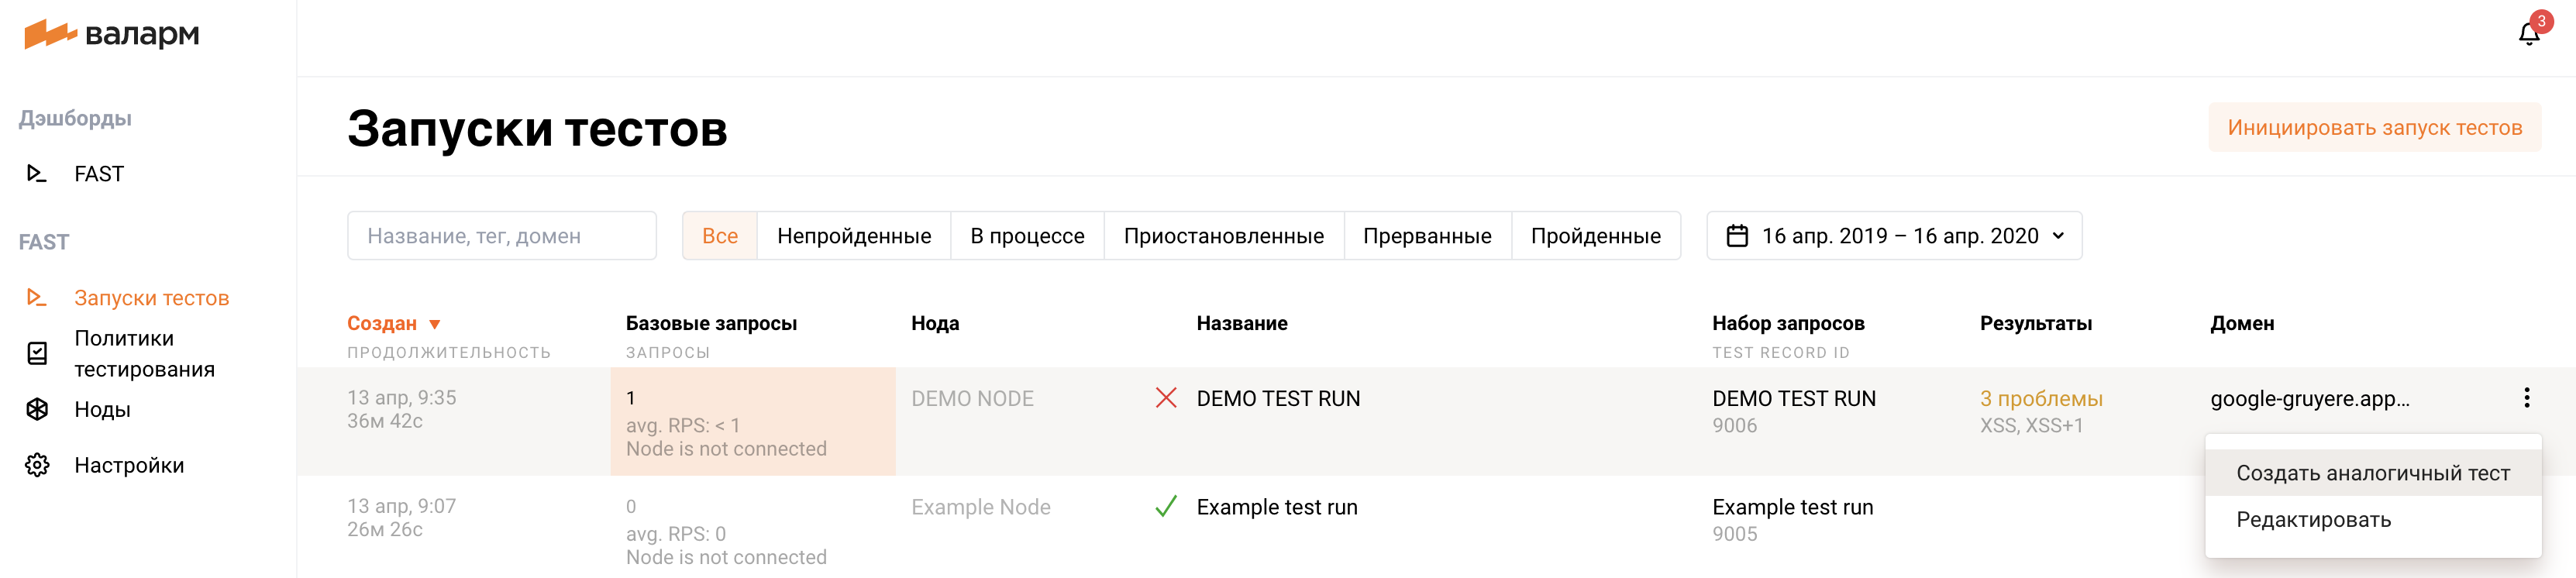 валарм
3
Дэшборды
FAST
FAST
Запуски тестов
Политики
тестирования
Ноды
Настройки
Запуски тестов
Инициировать запуск тестов
Название, тег, домен
Все
Непройденные
В процессе
Приостановленные
Прерванные
Пройденные
16 апр. 2019 – 16 апр. 2020
Создан ▼
ПРОДОЛЖИТЕЛЬНОСТЬ
Базовые запросы
ЗАПРОСЫ
Нода
Название
Набор запросов
TEST RECORD ID
Результаты
Домен
13 апр, 9:35
36м 42с
1
avg. RPS: < 1
Node is not connected
DEMO NODE
DEMO TEST RUN
DEMO TEST RUN
9006
3 проблемы
XSS, XSS+1
google-gruyere.app...
Создать аналогичный тест
Редактировать
13 апр, 9:07
26м 26с
0
avg. RPS: 0
Node is not connected
Example Node
Example test run
Example test run
9005